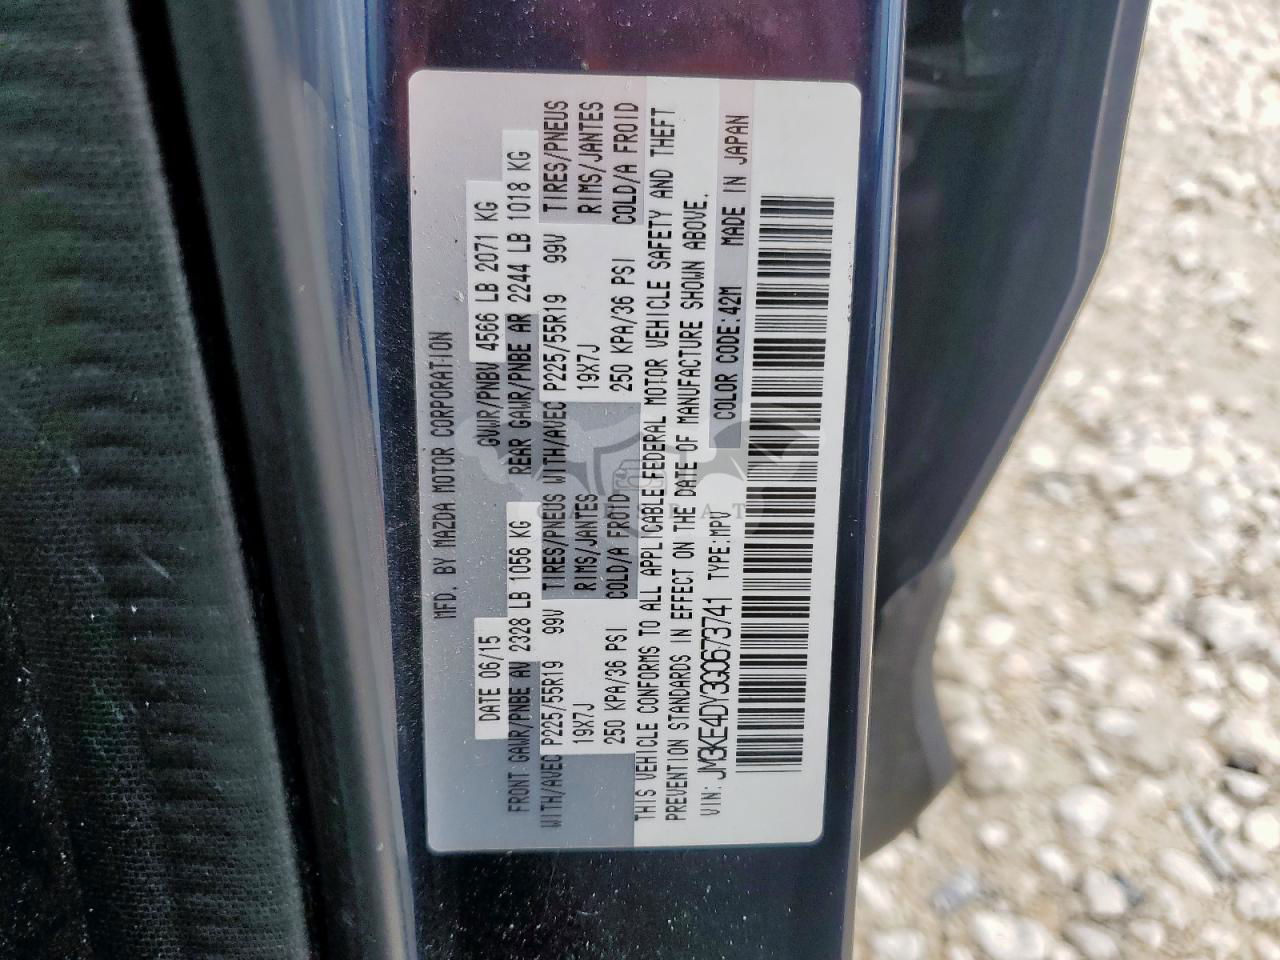 MFD. BY MAZDA MOTOR CORPORATION
DATE 06/15 GVWR/PNBV 4566 LB 2071 KG
FRONT GAWR/PNBE AV 2328 LB 1056 KG REAR GAWR/PNBE AR 2244 LB 1018 KG
WITH/AVEC P225/55R19 99V TIRES/PNEUS WITH/AVEC P225/55R19 99V TIRES/PNEUS
19X7J RIMS/JANTES 19X7J RIMS/JANTES
250 KPA/36 PSI COLD/A FROID 250 KPA/36 PSI COLD/A FROID
THIS VEHICLE CONFORMS TO ALL APPLICABLE FEDERAL MOTOR VEHICLE SAFETY AND THEFT
PREVENTION STANDARDS IN EFFECT ON THE DATE OF MANUFACTURE SHOWN ABOVE.
VIN: JM3KE4DY3G0673741 TYPE:MPV COLOR CODE:42M MADE IN JAPAN